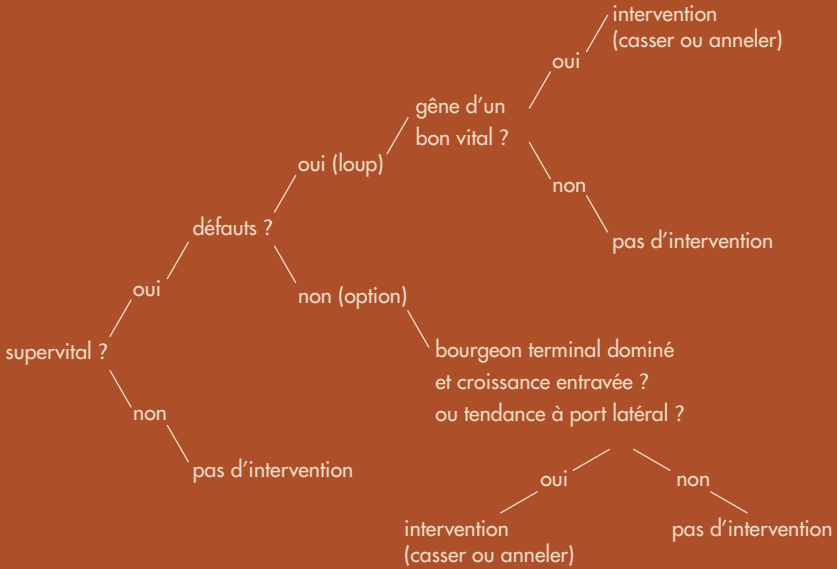 intervention
(casser ou anneler)
oui
gêne d'un
bon vital ?
oui (loup)
non
défauts ?
pas d'intervention
oui
non (option)
supervital ?
bourgeon terminal dominé
et croissance entravée ?
ou tendance à port latéral ?
non
pas d'intervention
oui
non
intervention
(casser ou anneler)
pas d'intervention